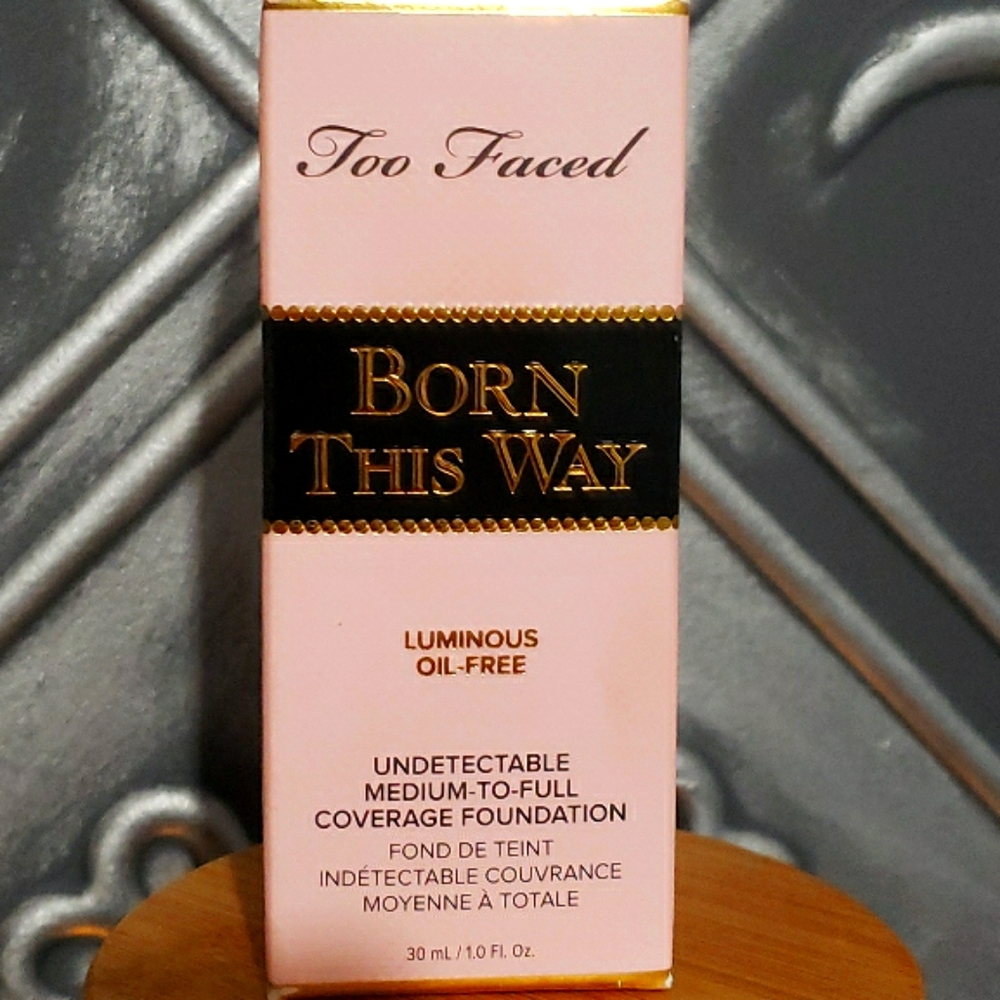 Too Faced
BORN
THIS WAY
LUMINOUS
OIL-FREE
UNDETECTABLE
MEDIUM-TO-FULL
COVERAGE FOUNDATION
FOND DE TEINT
INDÉTECTABLE COUVRANCE
MOYENNE À TOTALE
30 mL / 1.0 Fl. Oz.